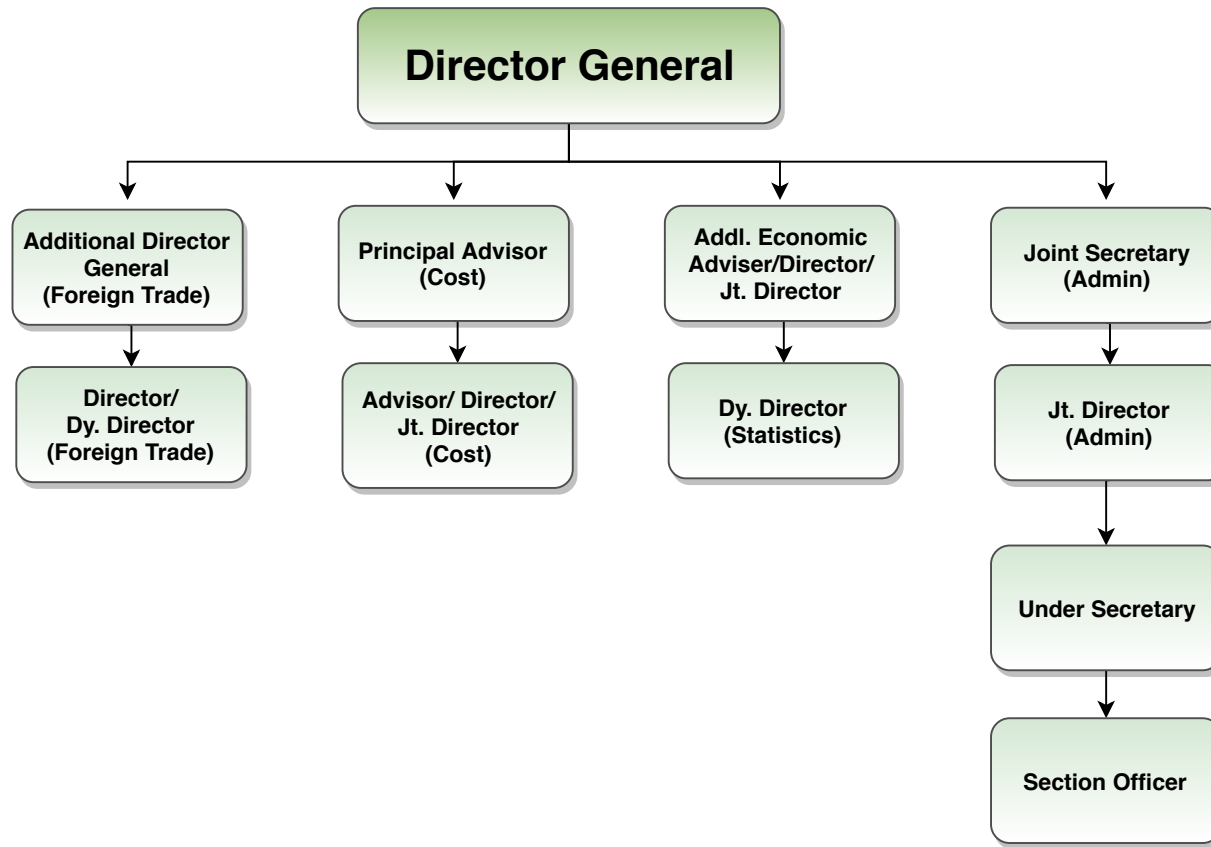 Director General
Additional Director
General
(Foreign Trade)
Principal Advisor
(Cost)
Addl. Economic
Adviser/Director/
Jt. Director
Joint Secretary
(Admin)
Director/
Dy. Director
(Foreign Trade)
Advisor/ Director/
Jt. Director
(Cost)
Dy. Director
(Statistics)
Jt. Director
(Admin)
Under Secretary
Section Officer